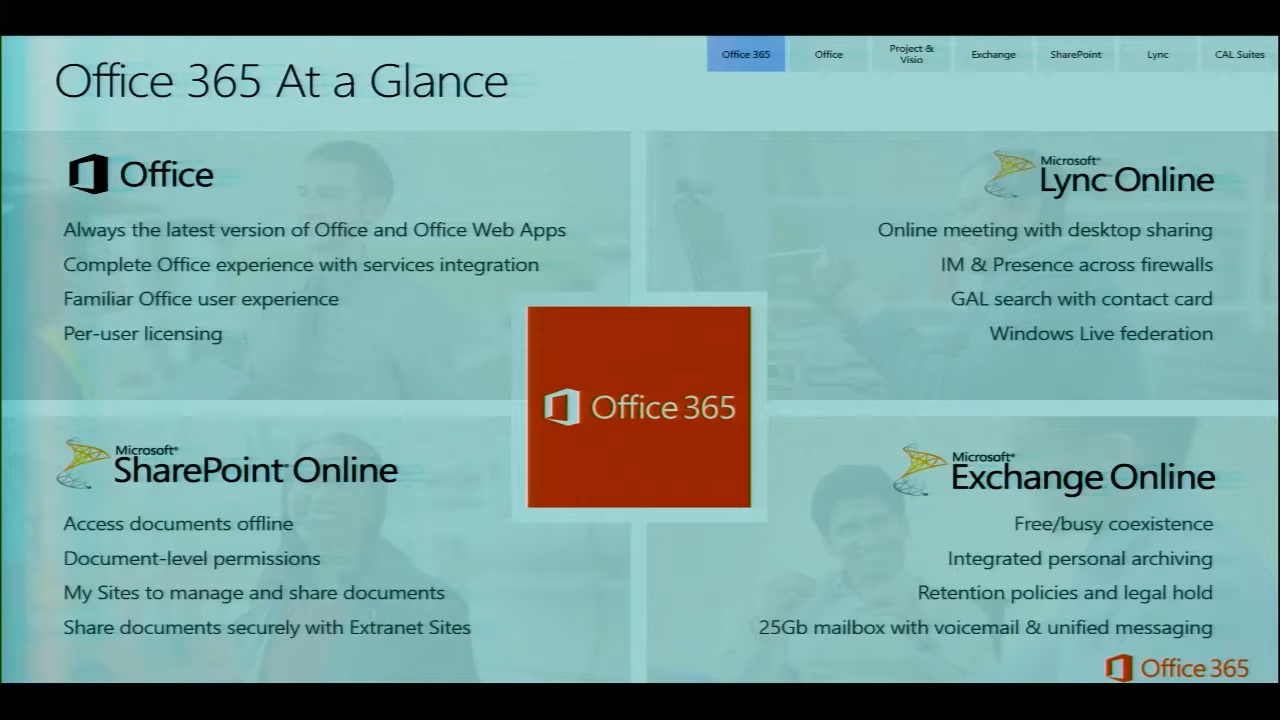 Office 365 At a Glance
Office 365
Office
Project &
Visio
Exchange
SharePoint
Lync
CAL Suites
Office
Always the latest version of Office and Office Web Apps
Complete Office experience with services integration
Familiar Office user experience
Per-user licensing
Microsoft®
Lync Online
Online meeting with desktop sharing
IM & Presence across firewalls
GAL search with contact card
Windows Live federation
Office 365
Microsoft®
SharePoint® Online
Access documents offline
Document-level permissions
My Sites to manage and share documents
Share documents securely with Extranet Sites
Microsoft®
Exchange Online
Free/busy coexistence
Integrated personal archiving
Retention policies and legal hold
25Gb mailbox with voicemail & unified messaging
Office 365